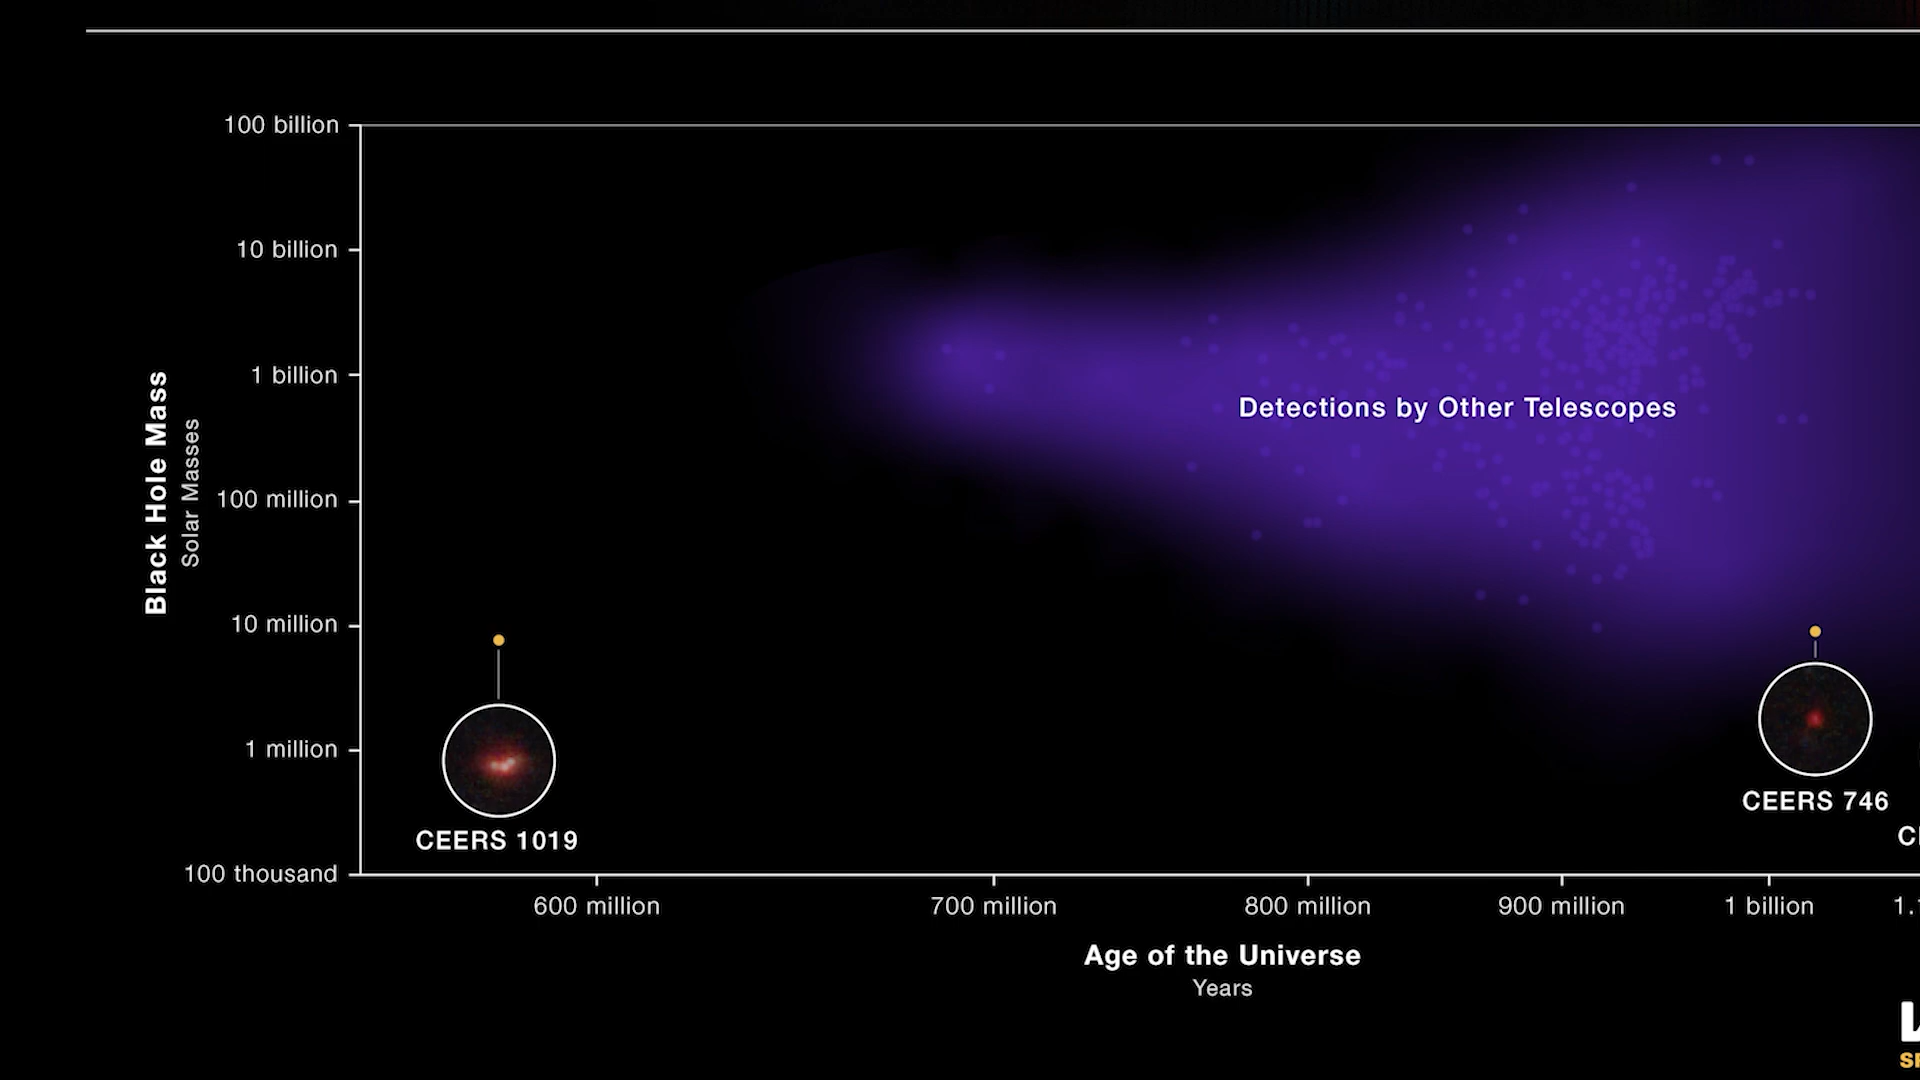 100 billion
10 billion
1 billion
100 million
10 million
1 million
100 thousand
Black Hole Mass
Solar Masses
Detections by Other Telescopes
CEERS 1019
CEERS 746
600 million
700 million
800 million
900 million
1 billion
Age of the Universe
Years